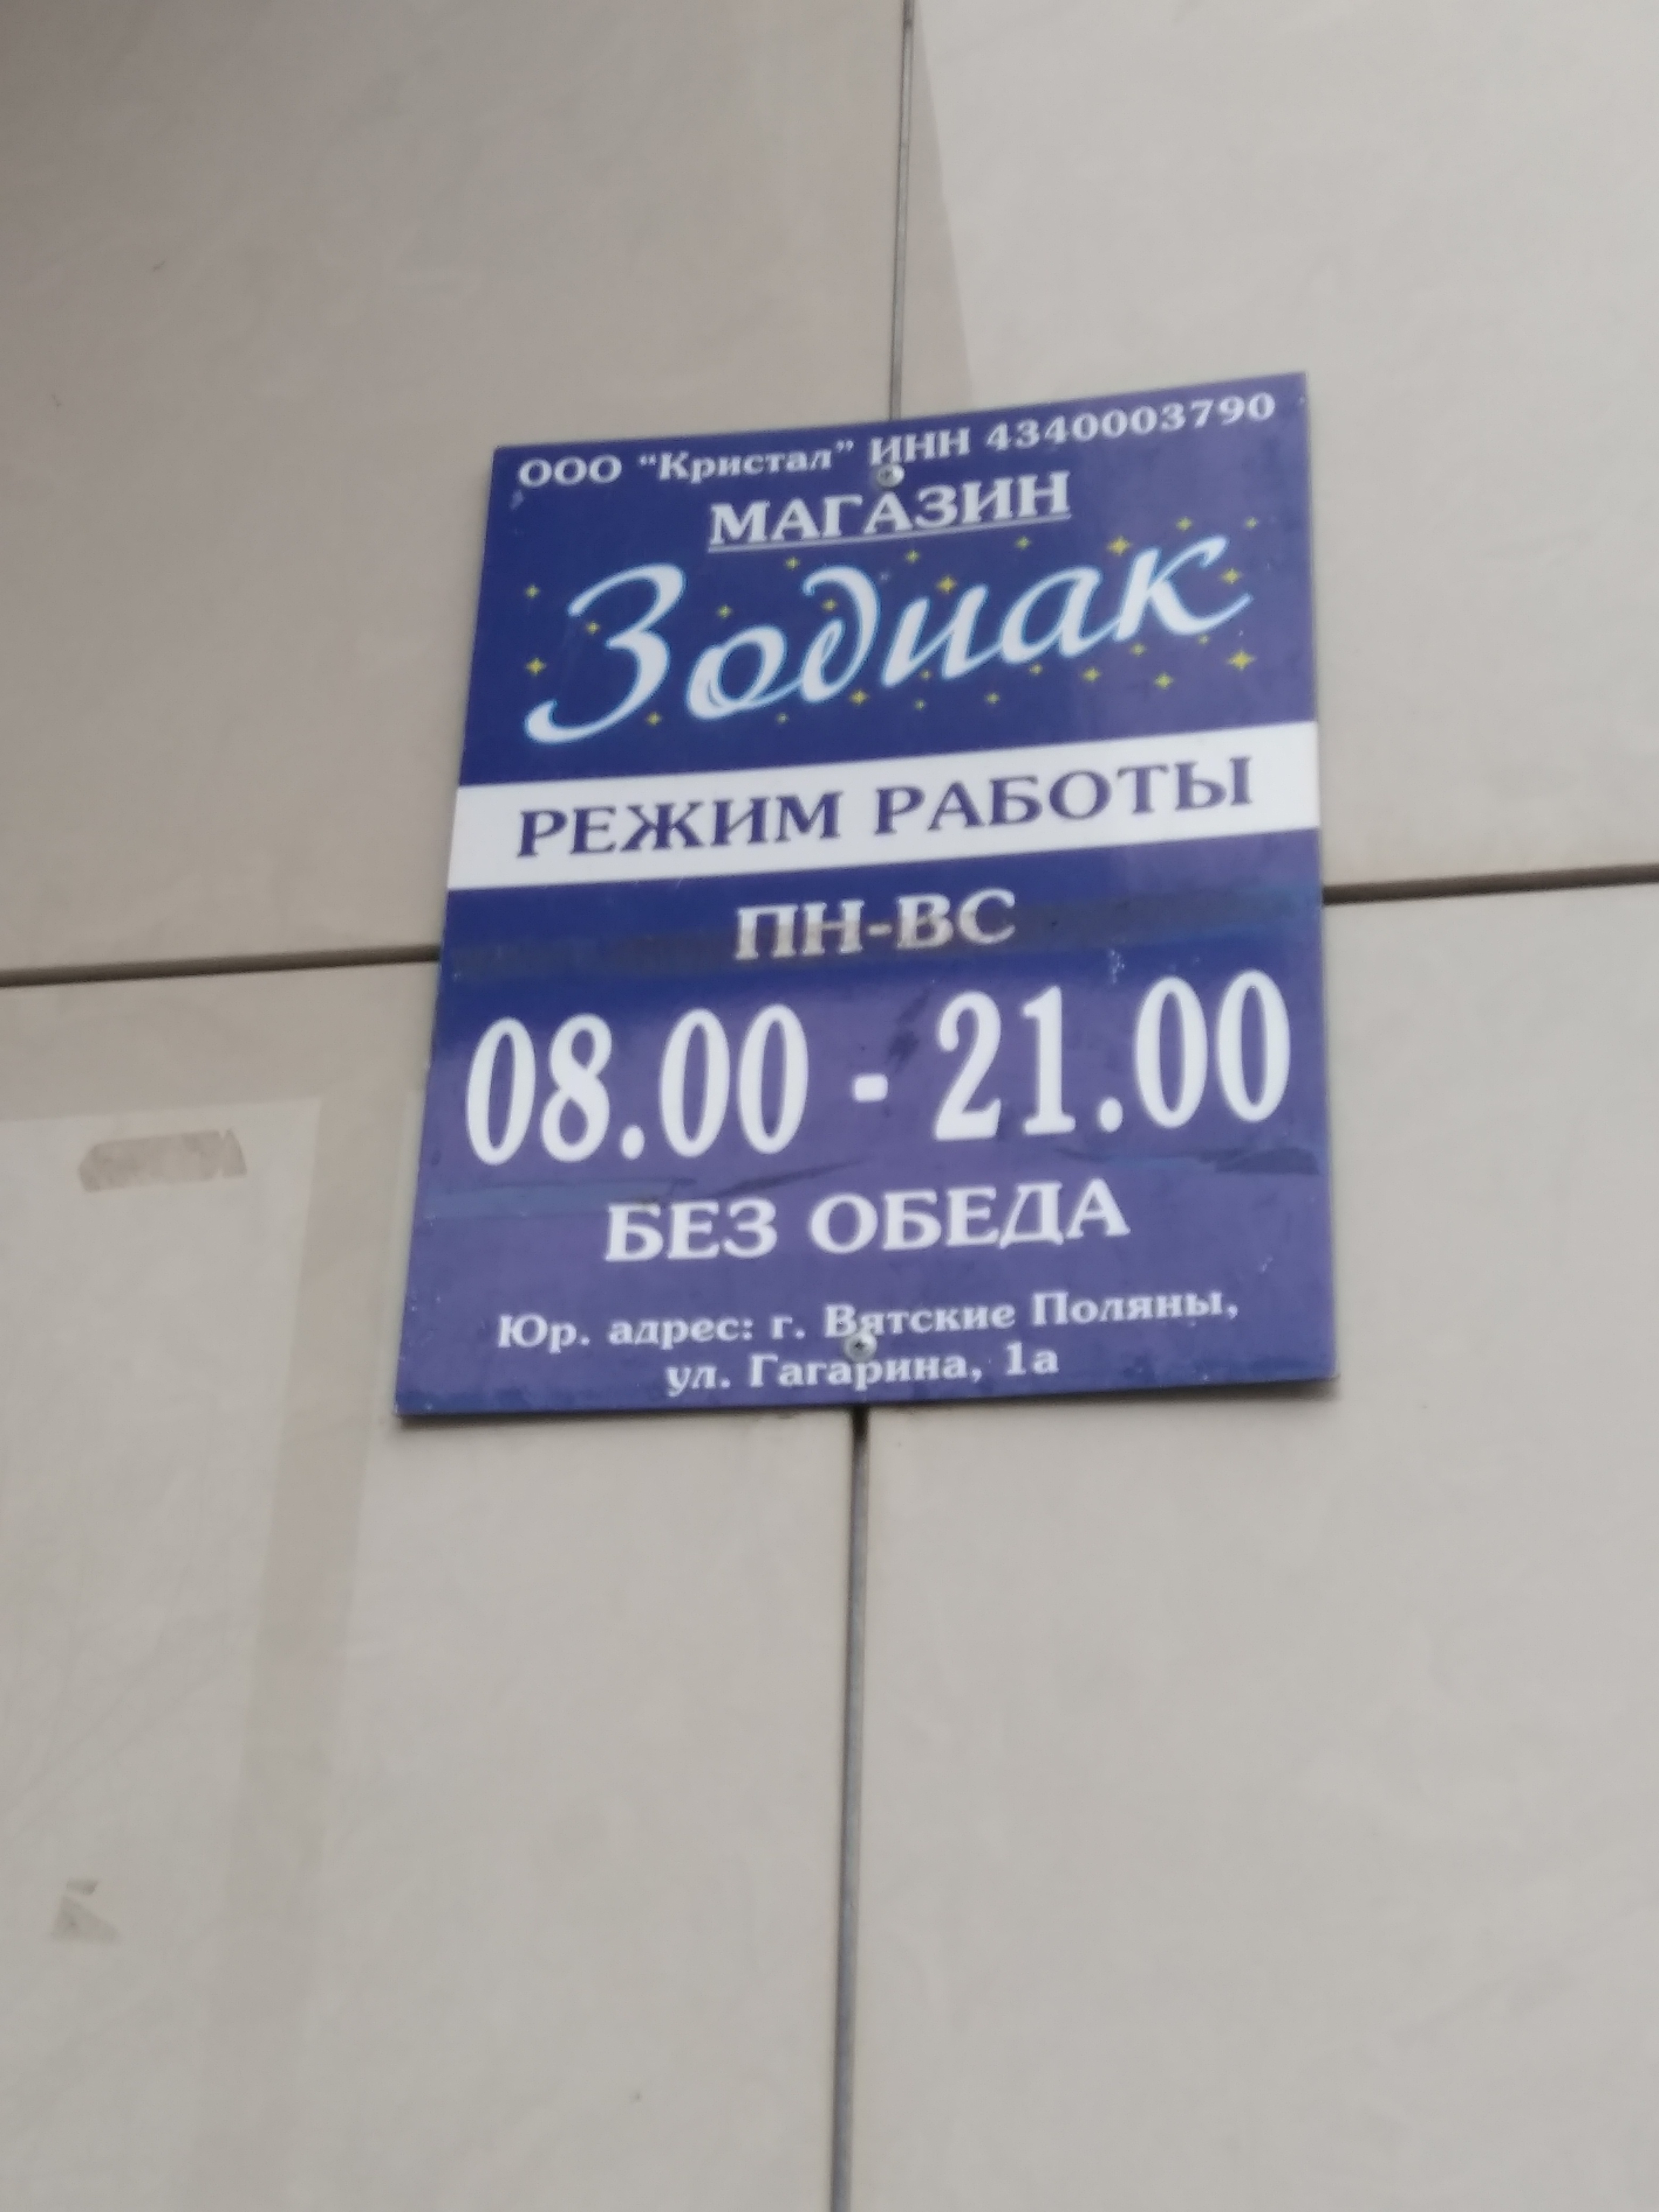 ООО "Кристал" ИНН 4340003790
МАГАЗИН
Зодиак
РЕЖИМ РАБОТЫ
ПН-ВС
08.00 - 21.00
БЕЗ ОБЕДА
Юр. адрес: г. Вятские Поляны,
ул. Гагарина, 1а